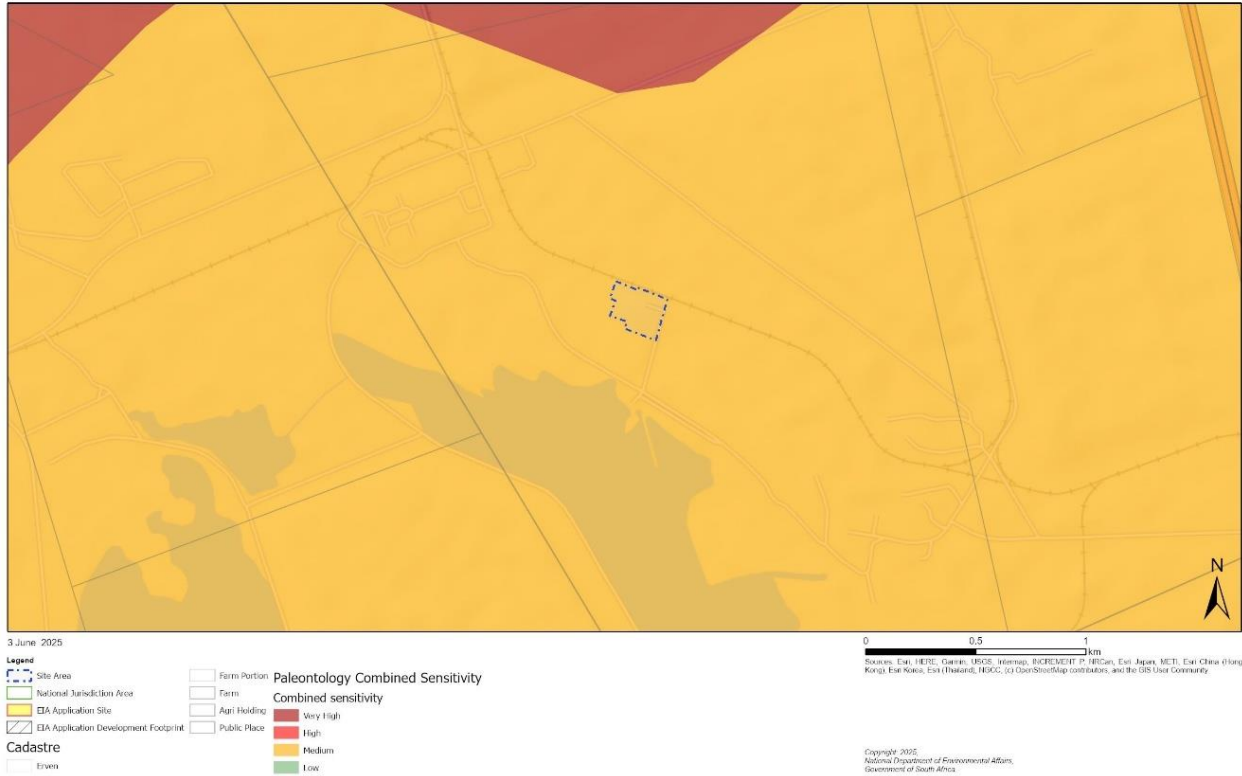 N
3 June 2025
0 0.5 1
km
Sources: Esri, HERE, Garmin, USGS, Intermap, INCREMENT P, NRCan, Esri Japan, METI, Esri China (Hong
Kong), Esri Korea, Esri (Thailand), NGCC, (c) OpenStreetMap contributors, and the GIS User Community
Legend
Site Area
National Jurisdiction Area
EIA Application Site
EIA Application Development Footprint
Cadastre
Erven
Farm Portion
Farm
Agri Holding
Public Place
Paleontology Combined Sensitivity
Combined sensitivity
Very High
High
Medium
Low
Copyright: 2025,
National Department of Environmental Affairs,
Government of South Africa